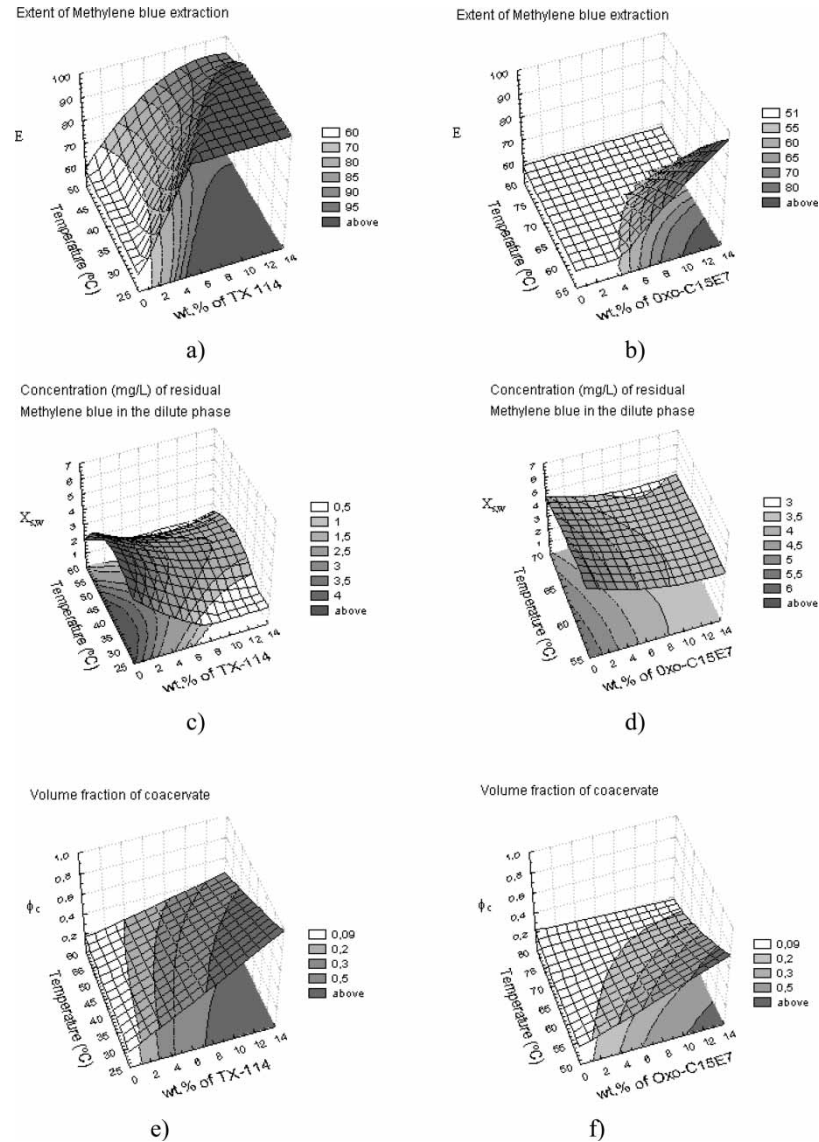 Extent of Methylene blue extraction
100
90
80
70
60
50
E
45
40
35
30
25
Temperature (ºC)
0 2 4 6 8 10 12 14
wt.% of TX 114
60
70
80
85
90
95
above
a)
Extent of Methylene blue extraction
100
90
80
70
60
E
80
75
70
65
60
55
Temperature (ºC)
0 2 4 6 8 10 12 14
wt.% of 0xo-C15E7
51
55
60
65
70
80
above
b)
Concentration (mg/L) of residual
Methylene blue in the dilute phase
7
6
5
4
3
2
1
Xs,w
60
55
50
45
40
35
30
25
Temperature (ºC)
0 2 4 6 8 10 12 14
wt.% of TX-114
0,5
1
1,5
2,5
3
3,5
4
above
c)
Concentration (mg/L) of residual
Methylene blue in the dilute phase
7
6
5
4
3
2
1
Xs,w
70
65
60
55
Temperature (ºC)
0 2 4 6 8 10 12 14
wt.% of 0xo-C15E7
3
3,5
4
4,5
5
5,5
6
above
d)
Volume fraction of coacervate
1,0
0,8
0,6
0,4
0,2
ϕc
50
45
40
35
30
25
Temperature (ºC)
0 2 4 6 8 10 12 14
wt.% of TX-114
0,09
0,2
0,3
0,5
above
e)
Volume fraction of coacervate
1,0
0,8
0,6
0,4
0,2
ϕc
80
75
70
65
60
55
50
Temperature (ºC)
0 2 4 6 8 10 12 14
wt.% of Oxo-C15E7
0,09
0,2
0,3
0,5
above
f)